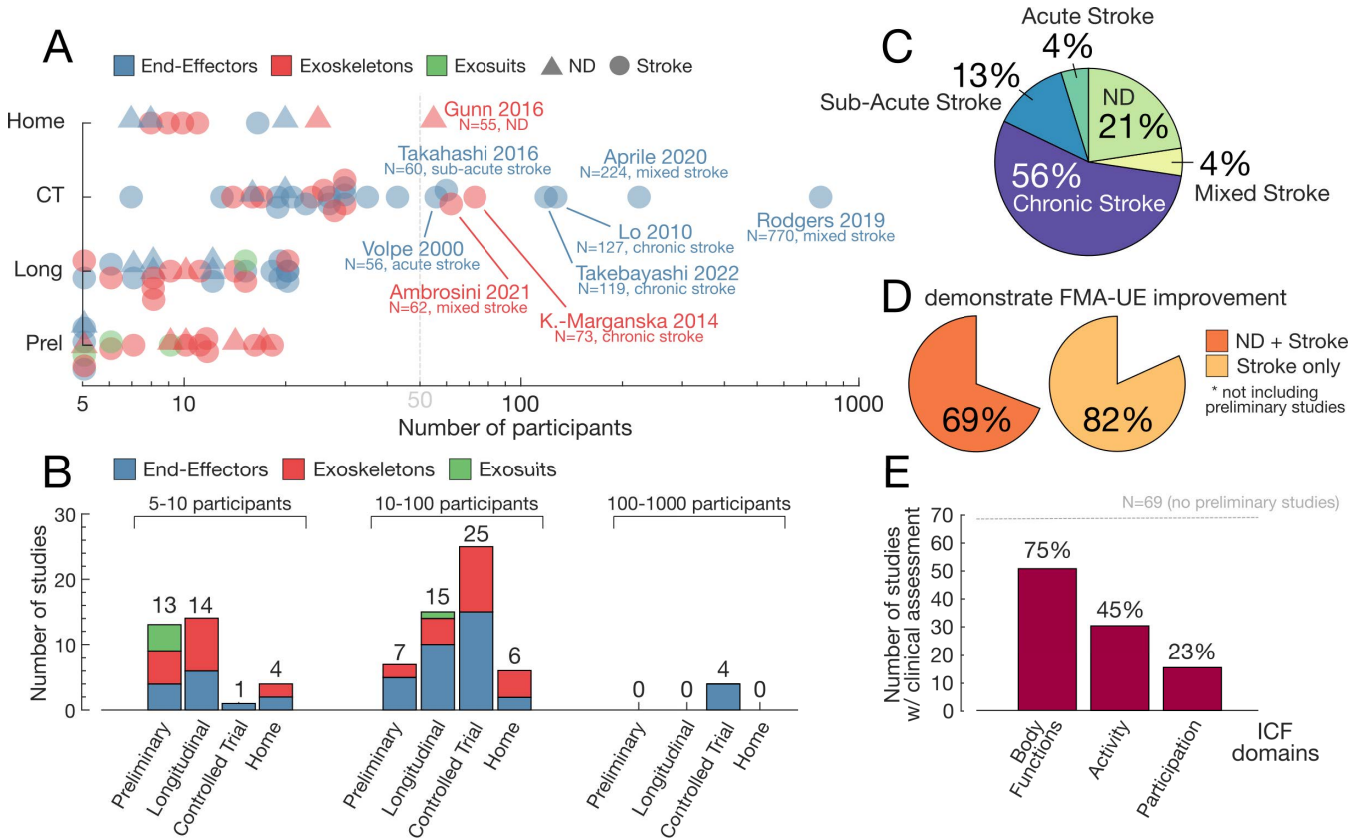 A
End-Effectors Exoskeletons Exosuits ND Stroke
Home
CT
Long
Prel
Gunn 2016
N=55, ND
Takahashi 2016
N=60, sub-acute stroke
Aprile 2020
N=224, mixed stroke
Rodgers 2019
N=770, mixed stroke
Lo 2010
N=127, chronic stroke
Volpe 2000
N=56, acute stroke
Takebayashi 2022
N=119, chronic stroke
Ambrosini 2021
N=62, mixed stroke
K.-Marganska 2014
N=73, chronic stroke
5 10 50 100 1000
Number of participants
B
End-Effectors Exoskeletons Exosuits
5-10 participants 10-100 participants 100-1000 participants
Number of studies
30
20
10
0
13 14 1 4
7 15 25 6
0 0 4 0
Preliminary Longitudinal Controlled Trial Home
Preliminary Longitudinal Controlled Trial Home
Preliminary Longitudinal Controlled Trial Home
C
Acute Stroke
4%
13%
Sub-Acute Stroke
ND
21%
4%
Mixed Stroke
56%
Chronic Stroke
D
demonstrate FMA-UE improvement
69%
82%
ND + Stroke
Stroke only
* not including
preliminary studies
E
N=69 (no preliminary studies)
Number of studies
w/ clinical assessment
70
60
50
40
30
20
10
0
75%
45%
23%
Body
Functions
Activity
Participation
ICF
domains